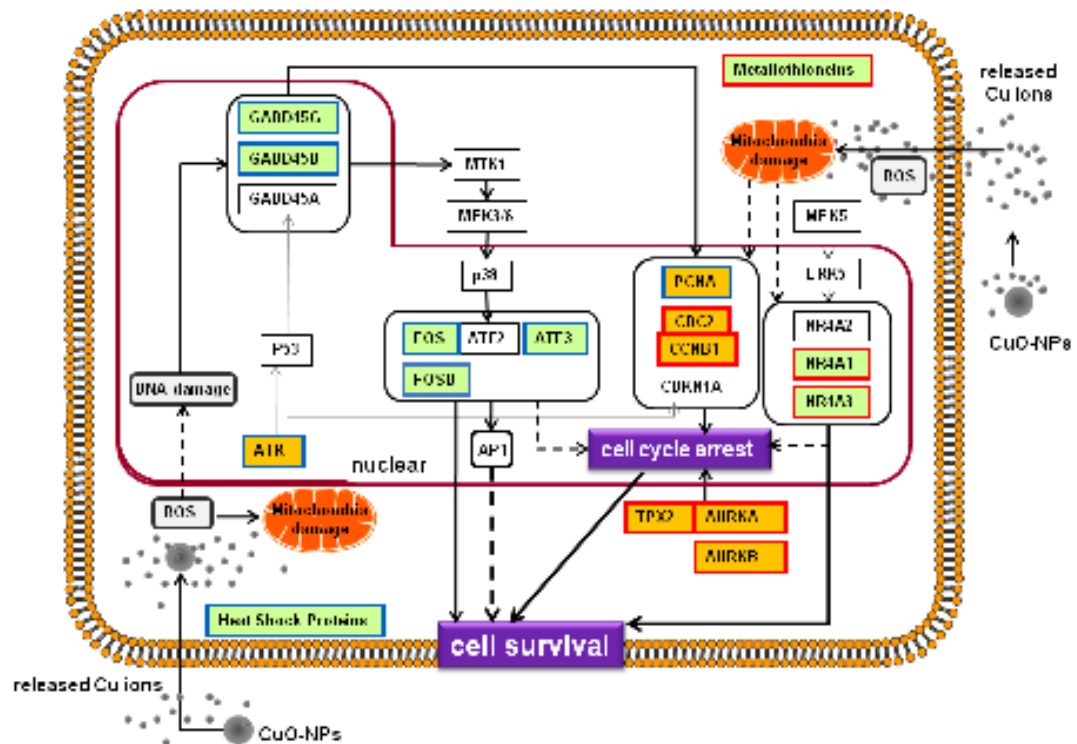 Metallothioneins
released
Cu ions
GADD45G
GADD45B
GADD45A
MTK1
MEK3/6
p38
Mitochondria
damage
ROS
MEK5
ERK5
CuO-NPs
PCNA
CDC2
CCNB1
CDKN1A
NR4A2
NR4A1
NR4A3
FOS
ATF2
ATF3
FOSB
P53
DNA damage
ATR
nuclear
AP1
cell cycle arrest
ROS
Mitochondria
damage
TPX2
AURKA
AURKB
Heat Shock Proteins
cell survival
released Cu ions
CuO-NPs